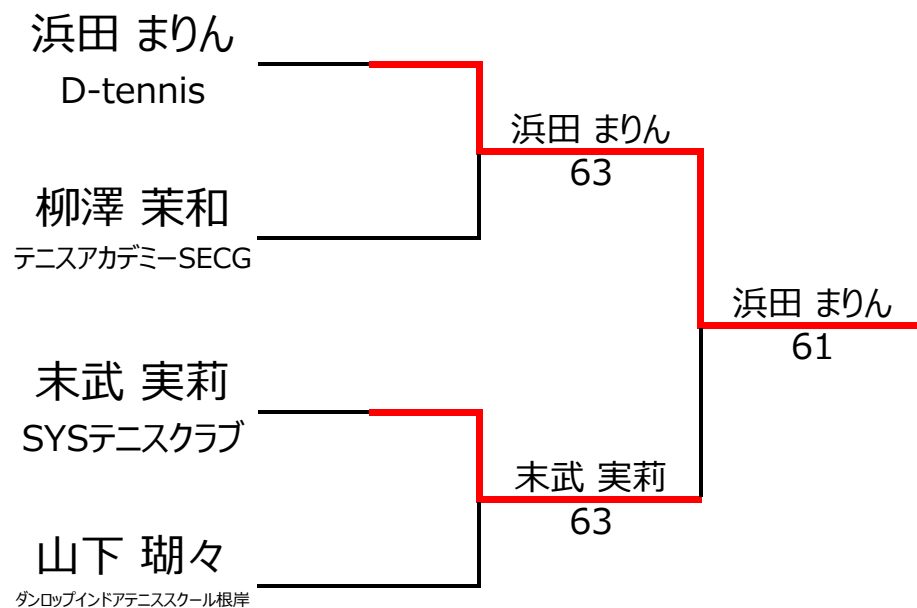 浜田 まりん
D-tennis
浜田 まりん
63
柳澤 茉和
テニスアカデミーSECG
浜田 まりん
61
末武 実莉
SYSテニスクラブ
末武 実莉
63
山下 瑚々
ダンロップインドアテニススクール根岸